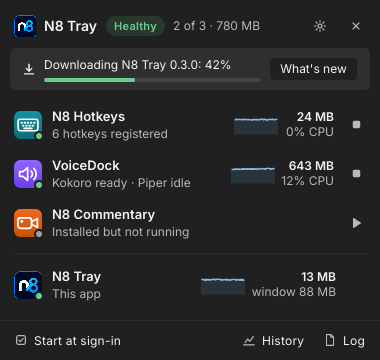 n8 N8 Tray Healthy 2 of 3 · 780 MB
Downloading N8 Tray 0.3.0: 42% What's new
N8 Hotkeys 24 MB
6 hotkeys registered 0% CPU
VoiceDock 643 MB
Kokoro ready · Piper idle 12% CPU
N8 Commentary
Installed but not running
n8 N8 Tray 13 MB
This app window 88 MB
Start at sign-in History Log